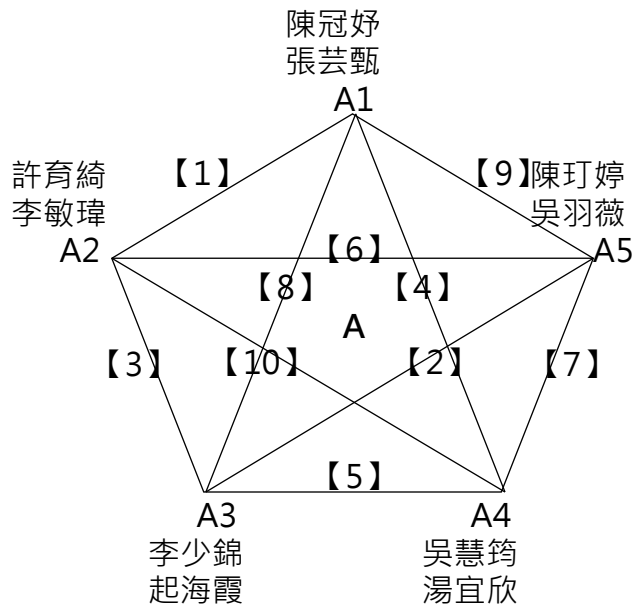 陳冠妤
張芸甄
A1
許育綺
李敏瑋
A2
【1】
【9】
陳玎婷
吳羽薇
A5
【6】
【8】
【4】
A
【3】
【10】
【2】
【7】
【5】
A3
李少錦
起海霞
A4
吳慧筠
湯宜欣